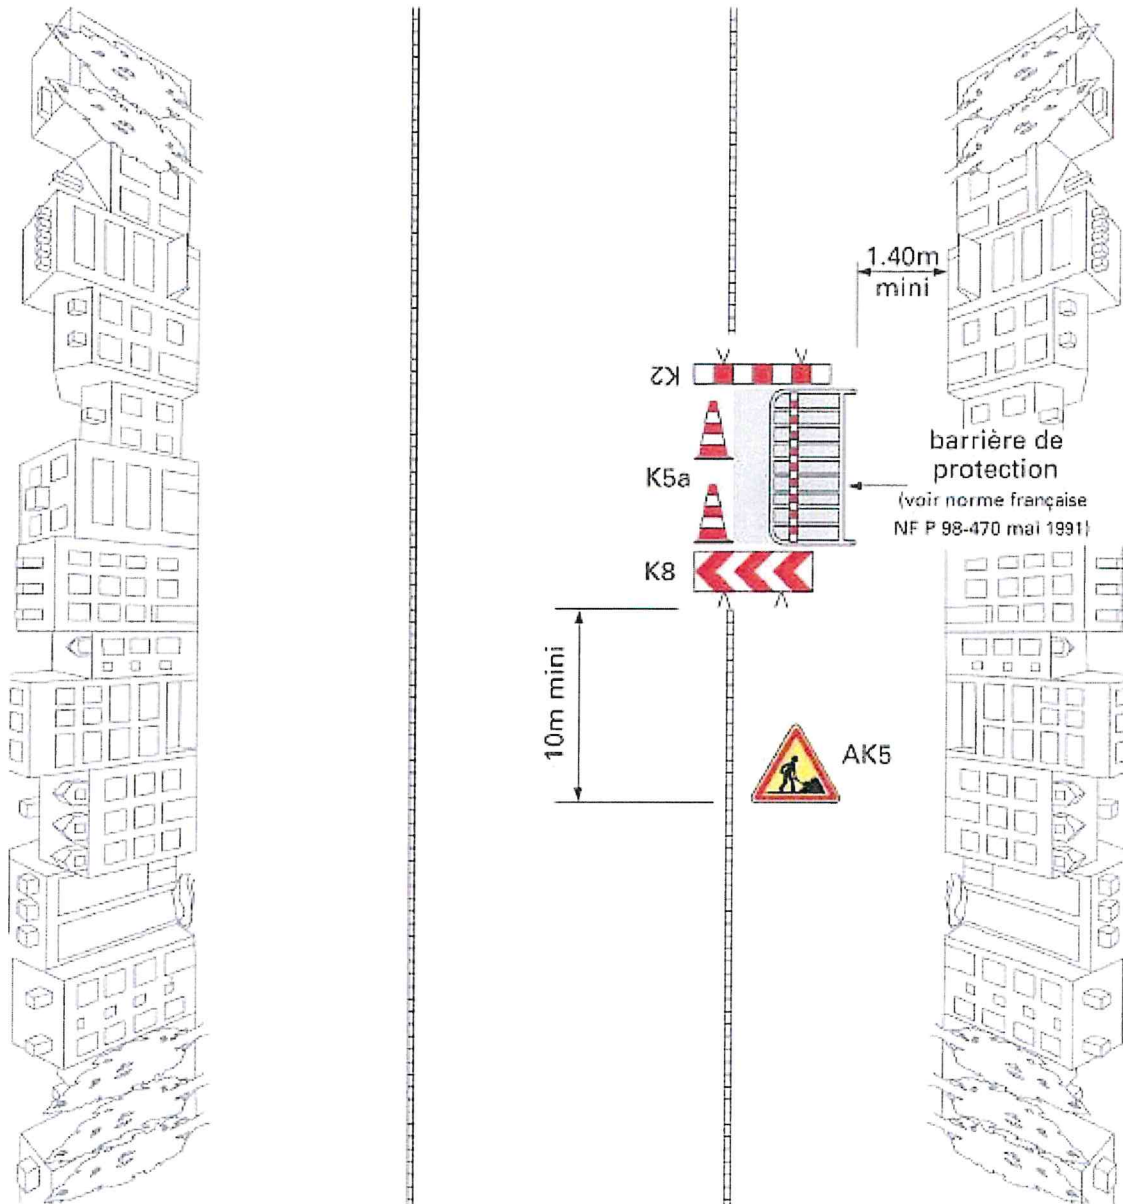 1.40m
mini
K2
barrière de
protection
(voir norme française
NF P 98-470 mai 1991)
K5a
K8
10m mini
AK5